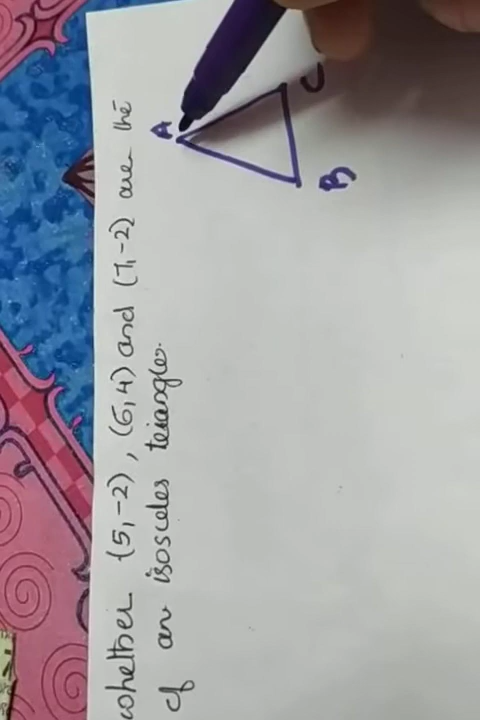 whether (5,-2), (6,4) and (7,-2) are the
of an isosceles triangle.
A
B
C